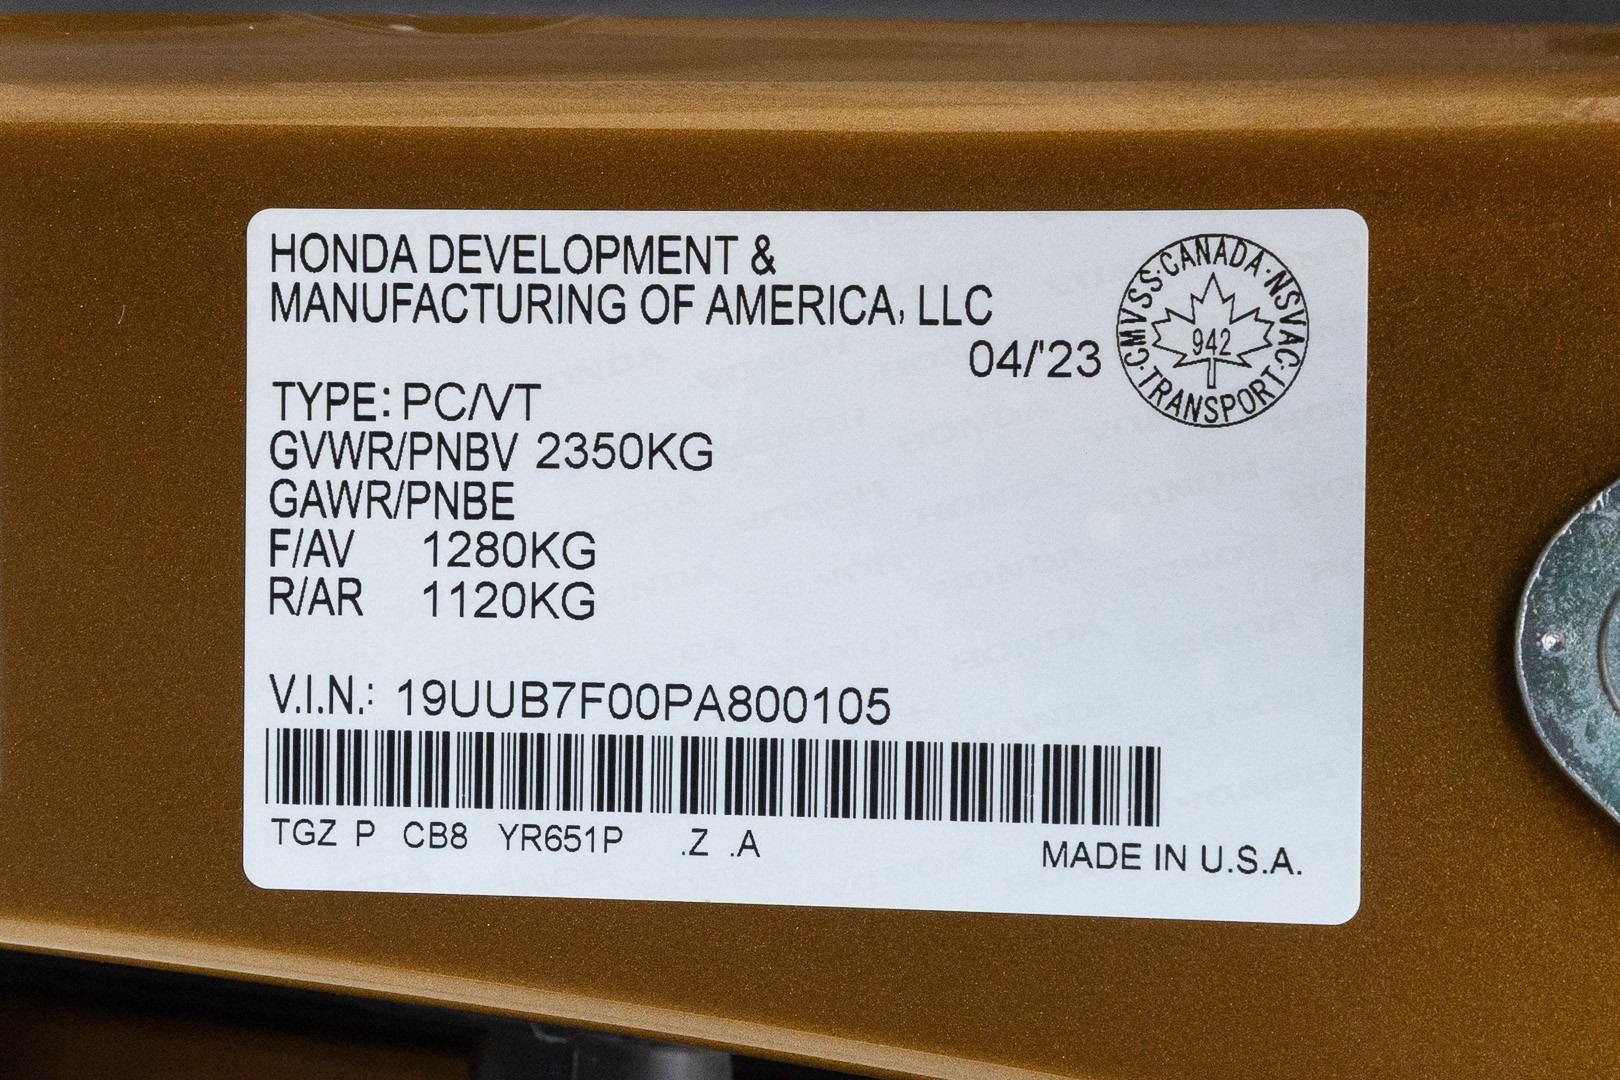 HONDA DEVELOPMENT &
MANUFACTURING OF AMERICA, LLC
04/'23
CMVSS·CANADA·NSVAC·TRANSPORT·
942
TYPE: PC/VT
GVWR/PNBV 2350KG
GAWR/PNBE
F/AV 1280KG
R/AR 1120KG
V.I.N.: 19UUB7F00PA800105
TGZ P CB8 YR651P .Z .A
MADE IN U.S.A.